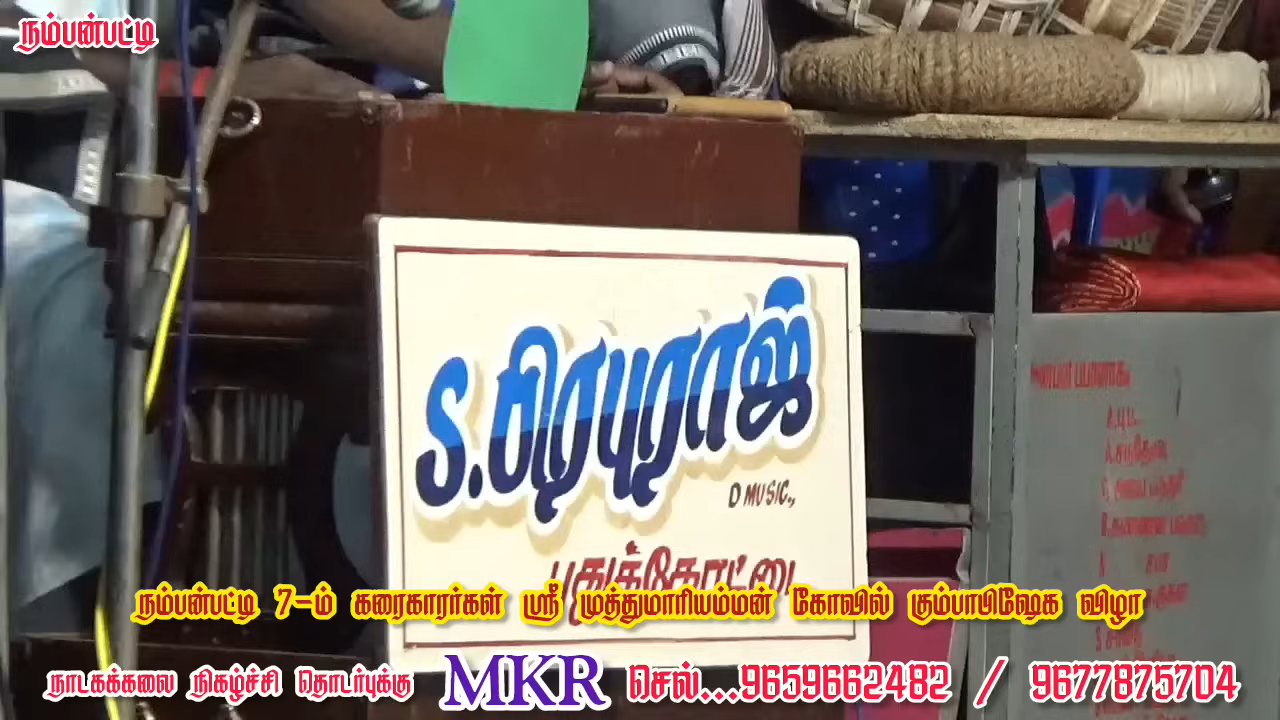 நம்பன்பட்டி
S.பிரபுராஜ்
D MUSIC.,
புதுக்கோட்டை
நம்பன்பட்டி 7-ம் கரைகாரர்கள் ஸ்ரீ முத்துமாரியம்மன் கோவில் கும்பாபிஷேக விழா
நாடகக்கலை நிகழ்ச்சி தொடர்புக்கு MKR செல்...9659662482 / 9677875704